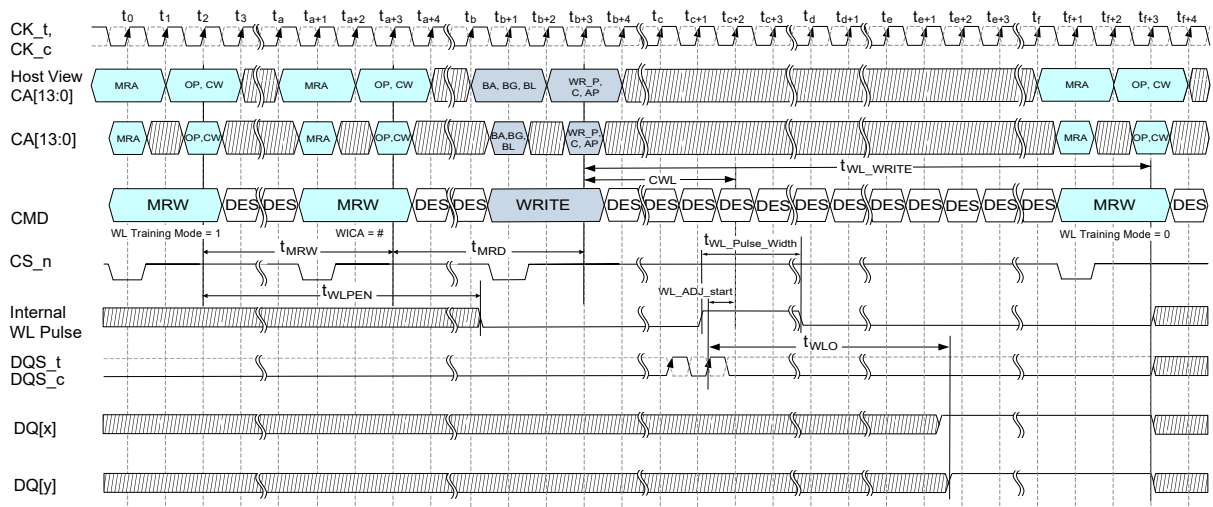 t0 t1 t2 t3 ta ta+1 ta+2 ta+3 ta+4 tb tb+1 tb+2 tb+3 tb+4 tc tc+1 tc+2 tc+3 td td+1 te te+1 te+2 te+3 tf tf+1 tf+2 tf+3 tf+4
CK_t,
CK_c
Host View
CA[13:0]
MRA OP, CW MRA OP, CW BA, BG, BL WR_P, C, AP MRA OP, CW
CA[13:0]
MRA OP,CW MRA OP,CW BA,BG, BL WR_P, C, AP MRA OP,CW
tWL_WRITE
CWL
CMD
MRW DES DES MRW DES DES WRITE DES DES DES DES DES DES DES DES DES DES DES MRW DES
WL Training Mode = 1 WICA = # WL Training Mode = 0
tMRW tMRD tWL_Pulse_Width
CS_n
tWLPEN WL_ADJ_start
Internal
WL Pulse
tWLO
DQS_t
DQS_c
DQ[x]
DQ[y]